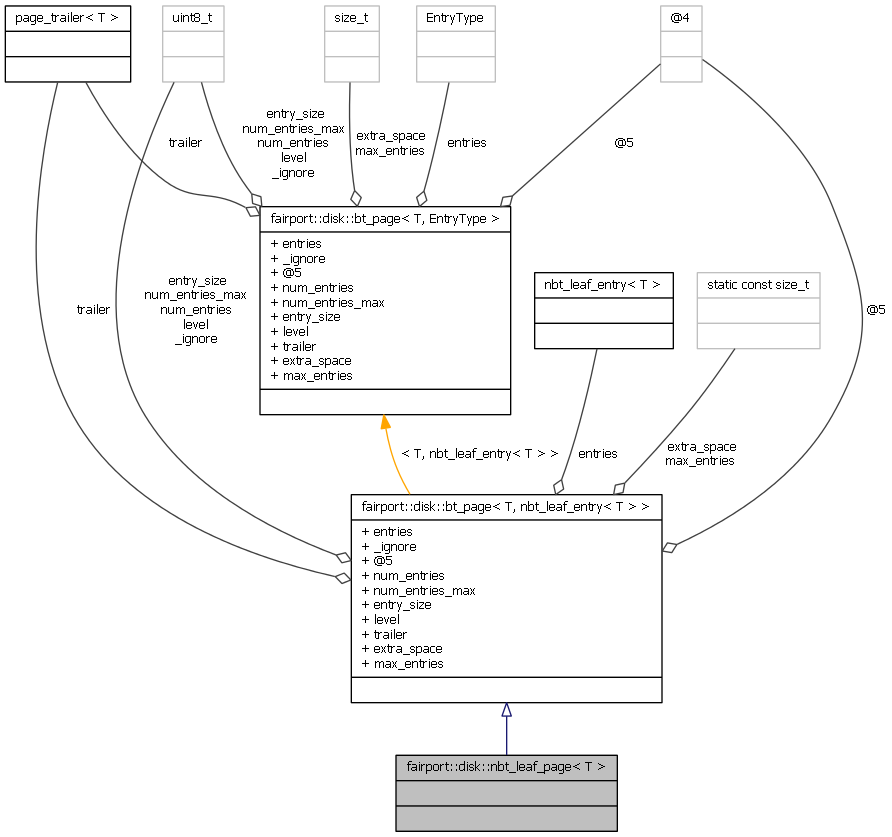 page_trailer< T >
uint8_t
size_t
EntryType
@4
trailer
entry_size
num_entries_max
num_entries
level
_ignore
extra_space
max_entries
entries
@5
fairport::disk::bt_page< T, EntryType >
+ entries
+ _ignore
+ @5
+ num_entries
+ num_entries_max
+ entry_size
+ level
+ trailer
+ extra_space
+ max_entries
nbt_leaf_entry< T >
static const size_t
trailer
entry_size
num_entries_max
num_entries
level
_ignore
@5
< T, nbt_leaf_entry< T > >
entries
extra_space
max_entries
fairport::disk::bt_page< T, nbt_leaf_entry< T > >
+ entries
+ _ignore
+ @5
+ num_entries
+ num_entries_max
+ entry_size
+ level
+ trailer
+ extra_space
+ max_entries
fairport::disk::nbt_leaf_page< T >